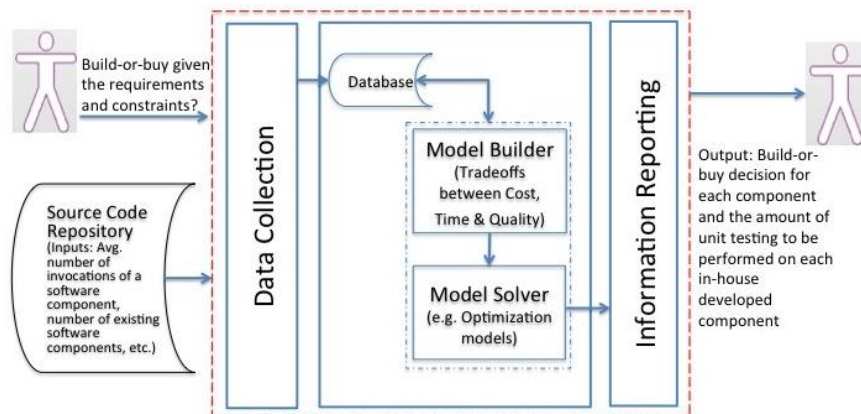 Build-or-buy given
the requirements
and constraints?
Source Code
Repository
(Inputs: Avg.
number of
invocations of a
software
component,
number of existing
software
components, etc.)
Data Collection
Database
Model Builder
(Tradeoffs
between Cost,
Time & Quality)
Model Solver
(e.g. Optimization
models)
Information Reporting
Output: Build-or-
buy decision for
each component
and the amount of
unit testing to be
performed on each
in-house
developed
component